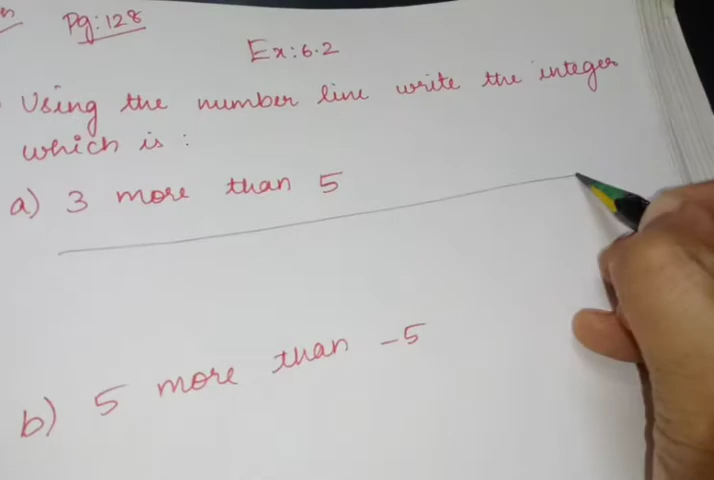 Pg:128
Ex:6.2
Using the number line write the integer
which is :
a) 3 more than 5
b) 5 more than -5